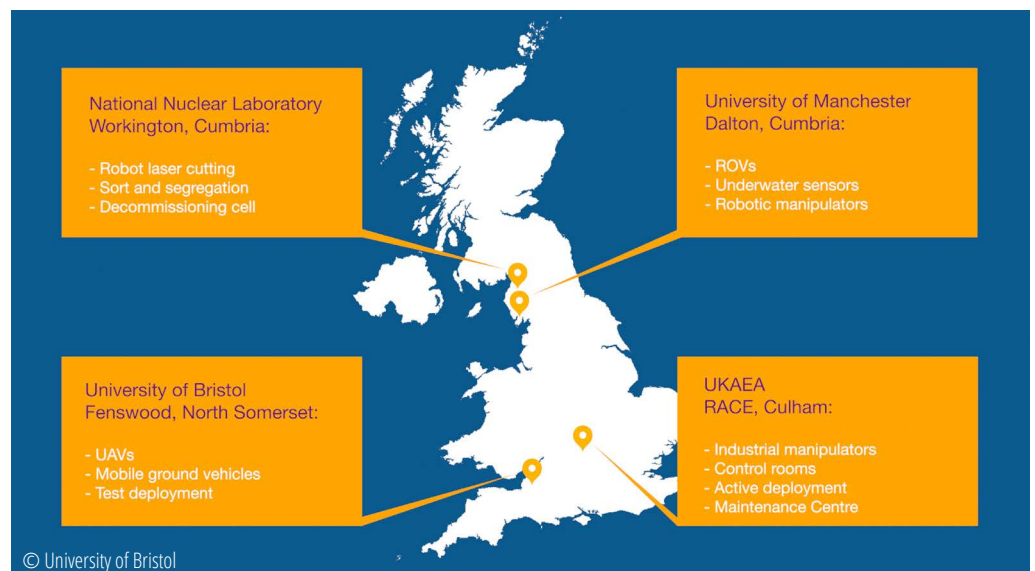 National Nuclear Laboratory
Workington, Cumbria:
- Robot laser cutting
- Sort and segregation
- Decommissioning cell
University of Manchester
Dalton, Cumbria:
- ROVs
- Underwater sensors
- Robotic manipulators
University of Bristol
Fenswood, North Somerset:
- UAVs
- Mobile ground vehicles
- Test deployment
UKAEA
RACE, Culham:
- Industrial manipulators
- Control rooms
- Active deployment
- Maintenance Centre
© University of Bristol